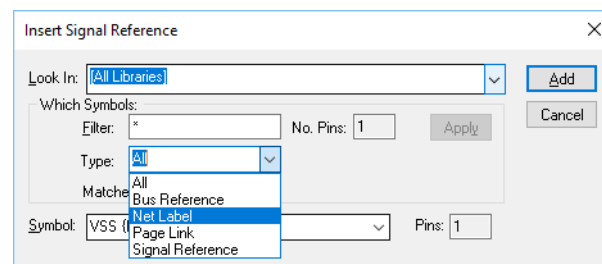 Insert Signal Reference
Look In: [All Libraries] Add
Which Symbols:
Filter: * No. Pins: 1 Apply Cancel
Type: All
Matche
All
Bus Reference
Net Label
Page Link
Signal Reference
Symbol: VSS Pins: 1